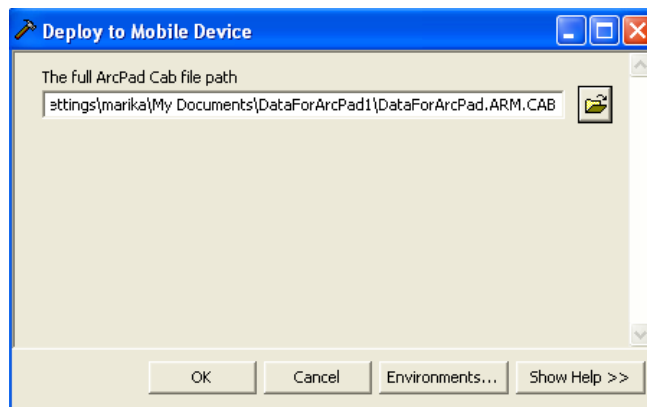 Deploy to Mobile Device
The full ArcPad Cab file path
ettings\marika\My Documents\DataForArcPad1\DataForArcPad.ARM.CAB
OK Cancel Environments... Show Help >>